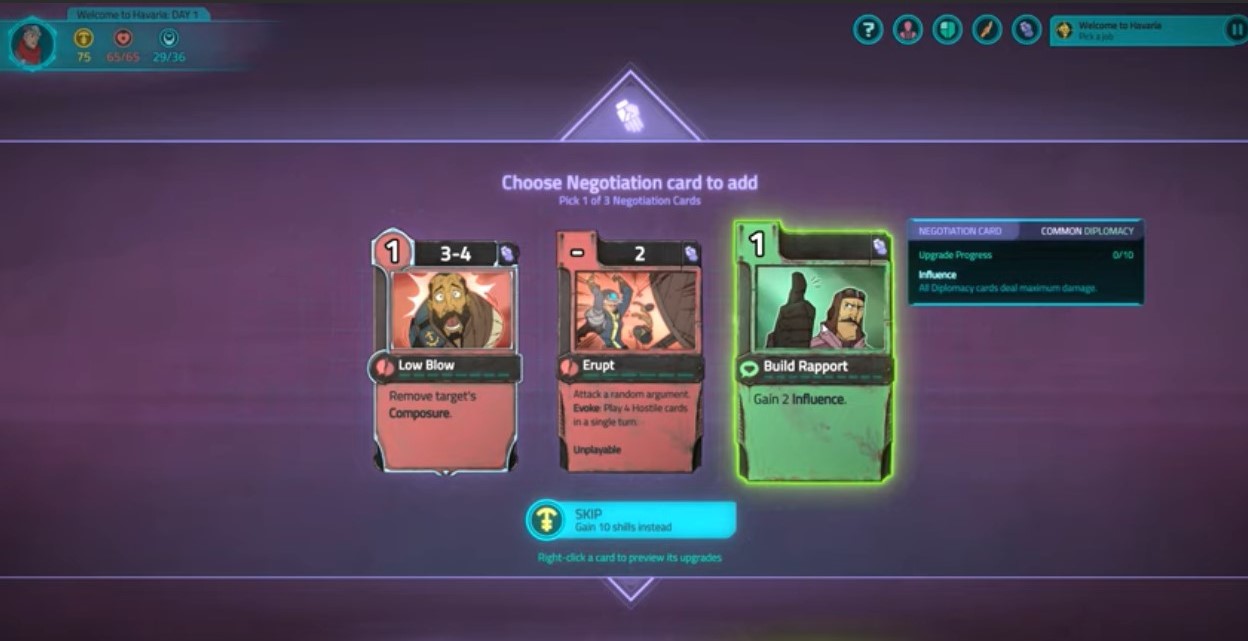 Welcome to Havaria: DAY 1
75 65/65 29/36
?
Welcome to Havaria
Pick a job
Choose Negotiation card to add
Pick 1 of 3 Negotiation Cards
1 3-4
Low Blow
Remove target's
Composure.
- 2
Erupt
Attack a random argument.
Evoke: Play 4 Hostile cards
in a single turn.
Unplayable
1
Build Rapport
Gain 2 Influence.
NEGOTIATION CARD COMMON DIPLOMACY
Upgrade Progress 0/10
Influence
All Diplomacy cards deal maximum damage.
SKIP
Gain 10 shills instead
Right-click a card to preview its upgrades